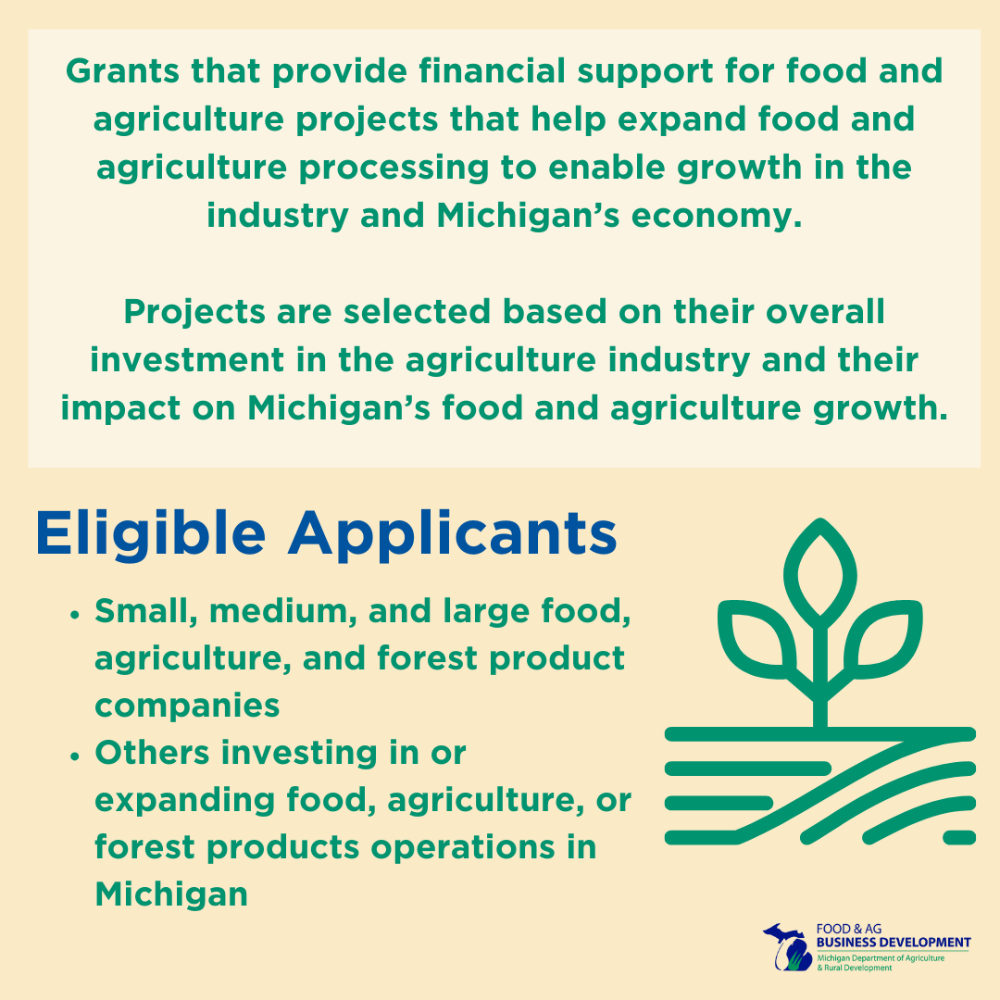 Grants that provide financial support for food and
agriculture projects that help expand food and
agriculture processing to enable growth in the
industry and Michigan’s economy.
Projects are selected based on their overall
investment in the agriculture industry and their
impact on Michigan’s food and agriculture growth.
Eligible Applicants
• Small, medium, and large food,
agriculture, and forest product
companies
• Others investing in or
expanding food, agriculture, or
forest products operations in
Michigan
FOOD & AG
BUSINESS DEVELOPMENT
Michigan Department of Agriculture
& Rural Development